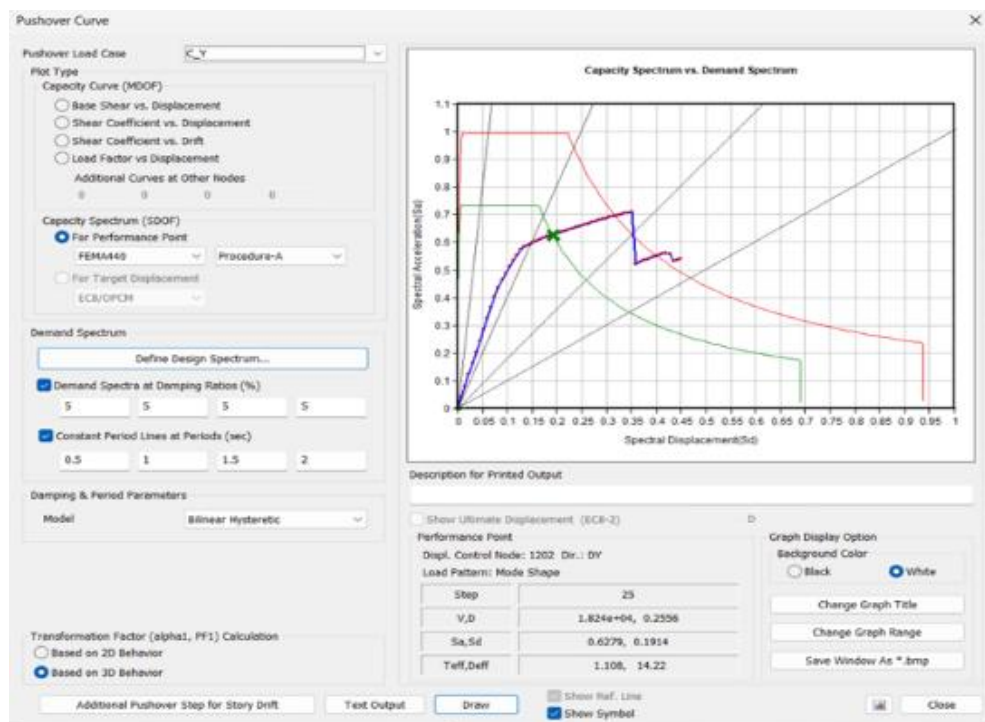 Pushover Curve
Pushover Load Case
C_Y
Plot Type
Capacity Curve (MDOF)
Base Shear vs. Displacement
Shear Coefficient vs. Displacement
Shear Coefficient vs. Drift
Load Factor vs Displacement
Additional Curves at Other Nodes
0 0 0 0
Capacity Spectrum (SDOF)
For Performance Point
FEMA440 Procedure-A
For Target Displacement
EC8/OPCM
Demand Spectrum
Define Design Spectrum...
Demand Spectra at Damping Ratios (%)
5 5 5 5
Constant Period Lines at Periods (sec)
0.5 1 1.5 2
Damping & Period Parameters
Model Bilinear Hysteretic
Transformation Factor (alpha1, PF1) Calculation
Based on 2D Behavior
Based on 3D Behavior
Capacity Spectrum vs. Demand Spectrum
Spectral Acceleration(Sa)
1.1
1
0.9
0.8
0.7
0.6
0.5
0.4
0.3
0.2
0.1
0
0 0.05 0.1 0.15 0.2 0.25 0.3 0.35 0.4 0.45 0.5 0.55 0.6 0.65 0.7 0.75 0.8 0.85 0.9 0.95 1
Spectral Displacement(Sd)
Description for Printed Output
Show Ultimate Displacement (EC8-2) D
Performance Point
Displ. Control Node: 1202 Dir.: DY
Load Pattern: Mode Shape
Step 25
V,D 1.824e+04, 0.2556
Sa,Sd 0.6279, 0.1914
Teff,Deff 1.108, 14.22
Graph Display Option
Background Color
Black White
Change Graph Title
Change Graph Range
Save Window As *.bmp
Additional Pushover Step for Story Drift Text Output Draw
Show Ref. Line
Show Symbol
Close